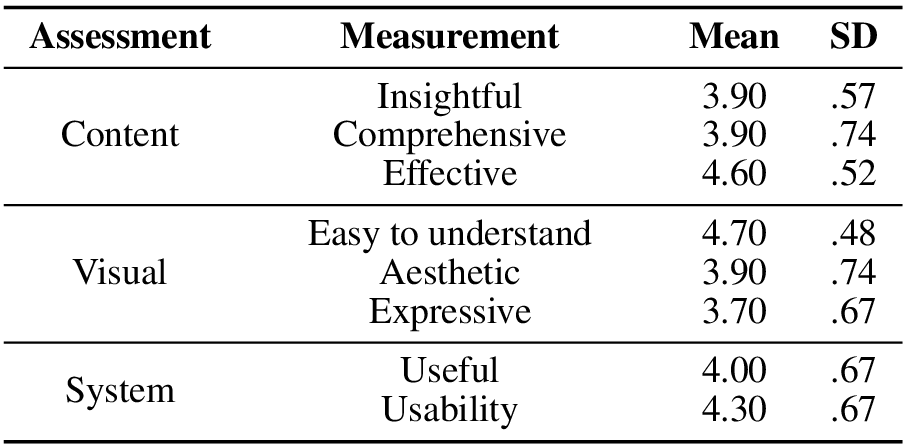 Assessment Measurement Mean SD
Insightful 3.90 .57
Content Comprehensive 3.90 .74
Effective 4.60 .52
Easy to understand 4.70 .48
Visual Aesthetic 3.90 .74
Expressive 3.70 .67
System Useful 4.00 .67
Usability 4.30 .67